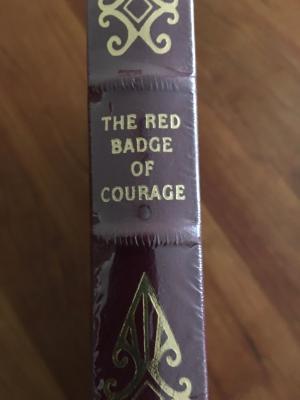 THE RED
BADGE
OF
COURAGE